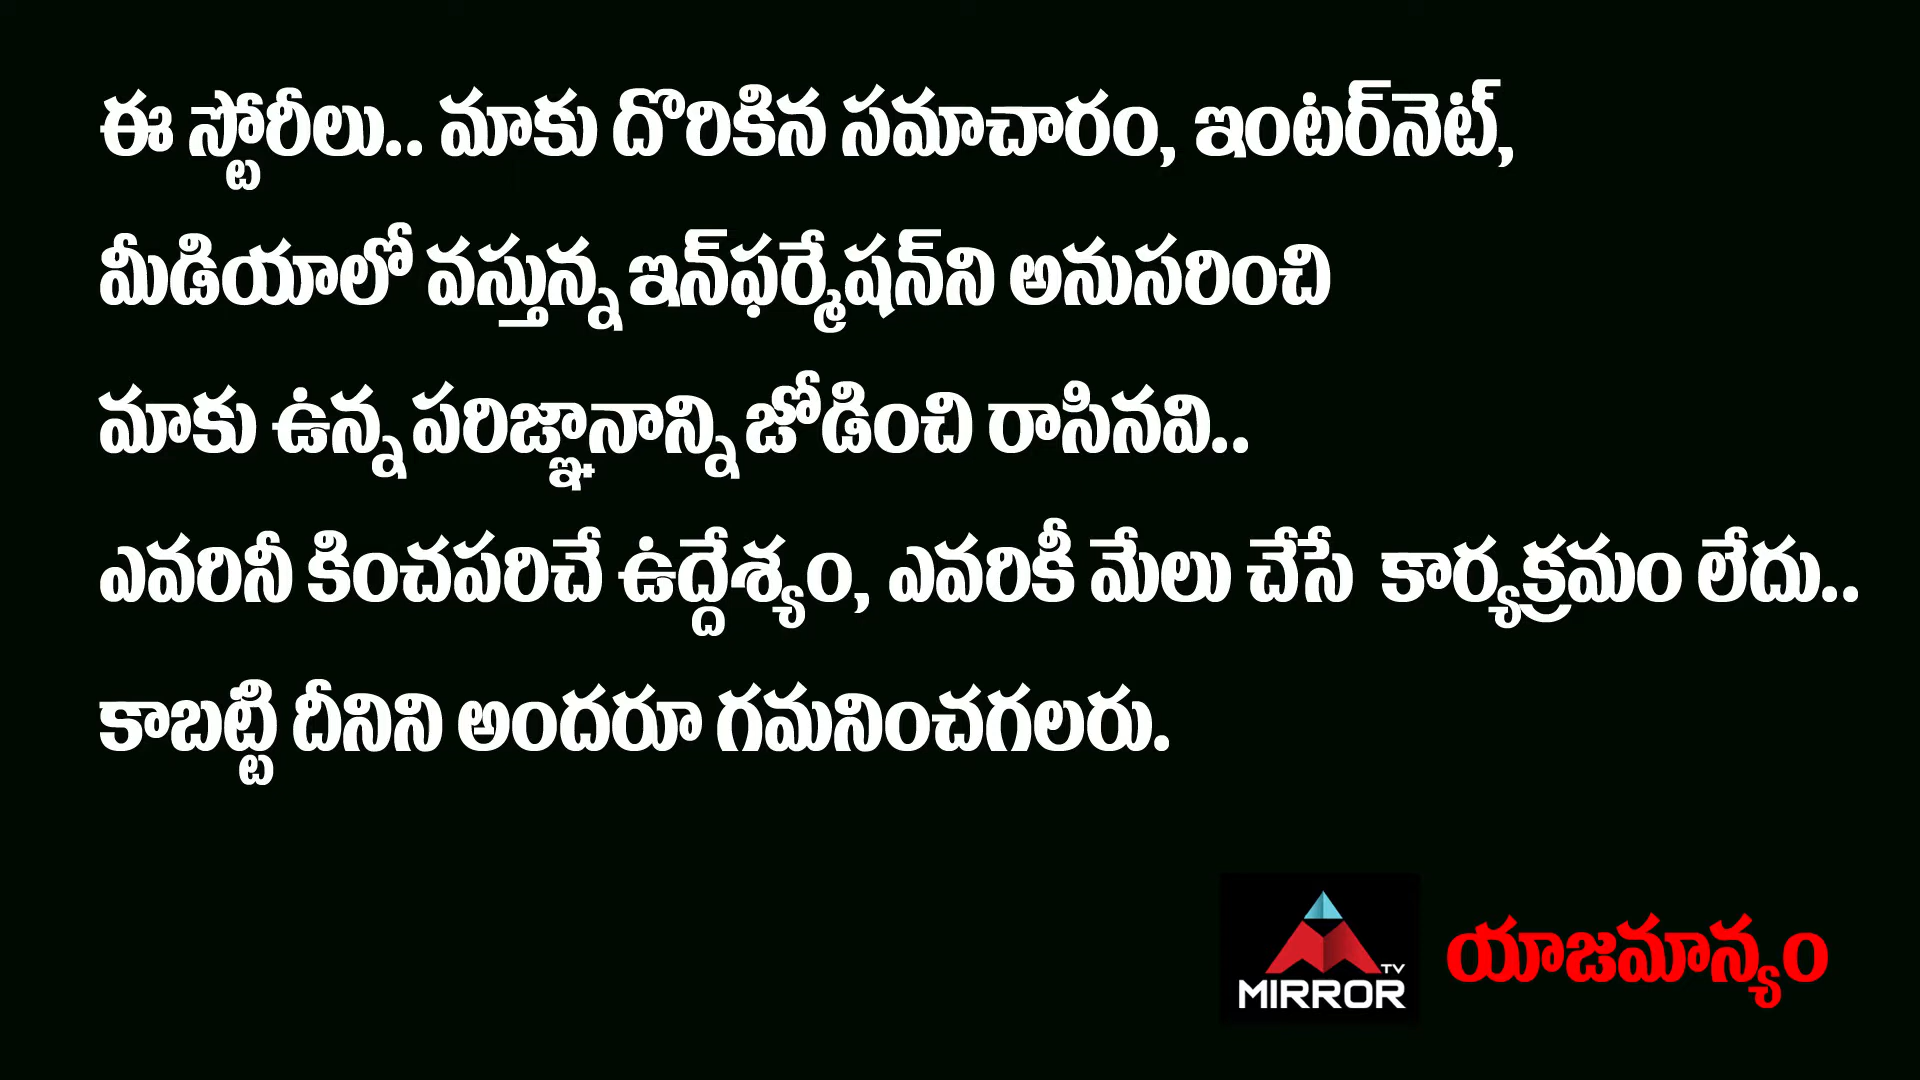 ఈ స్టోరీలు.. మాకు దొరికిన సమాచారం, ఇంటర్‌నెట్,
మీడియాలో వస్తున్న ఇన్‌ఫర్మేషన్‌ని అనుసరించి
మాకు ఉన్న పరిజ్ఞానాన్ని జోడించి రాసినవి..
ఎవరినీ కించపరిచే ఉద్దేశ్యం, ఎవరికీ మేలు చేసే కార్యక్రమం లేదు..
కాబట్టి దీనిని అందరూ గమనించగలరు.
TV
MIRROR
యాజమాన్యం